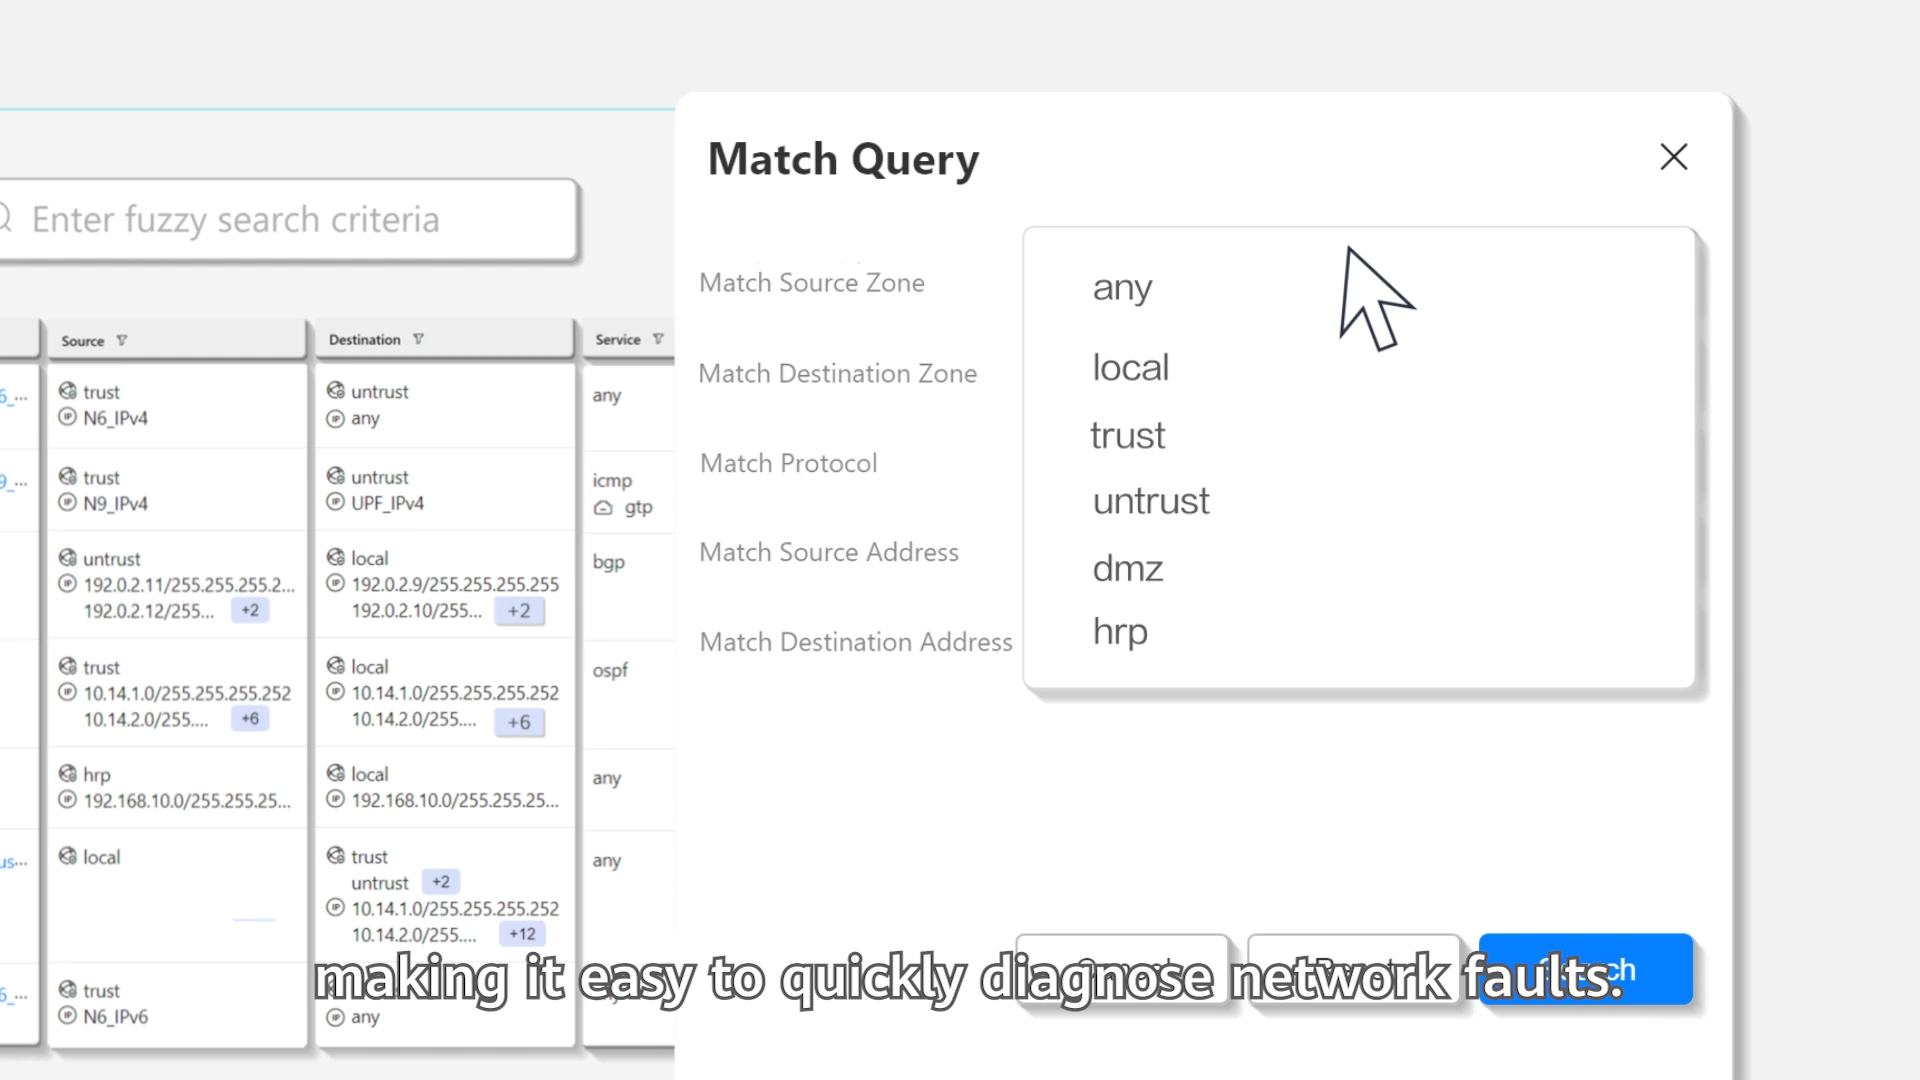 Match Query
Enter fuzzy search criteria
Match Source Zone
Match Destination Zone
Match Protocol
Match Source Address
Match Destination Address
any
local
trust
untrust
dmz
hrp
Source
Destination
Service
6_...
trust
N6_IPv4
untrust
any
any
9_...
trust
N9_IPv4
untrust
UPF_IPv4
icmp
gtp
untrust
192.0.2.11/255.255.255.2...
192.0.2.12/255...
+2
local
192.0.2.9/255.255.255.255
192.0.2.10/255...
+2
bgp
trust
10.14.1.0/255.255.255.252
10.14.2.0/255....
+6
local
10.14.1.0/255.255.255.252
10.14.2.0/255....
+6
ospf
hrp
192.168.10.0/255.255.25...
local
192.168.10.0/255.255.25...
any
us...
local
trust
untrust
+2
10.14.1.0/255.255.255.252
10.14.2.0/255....
+12
any
6_...
trust
N6_IPv6
any
making it easy to quickly diagnose network faults.